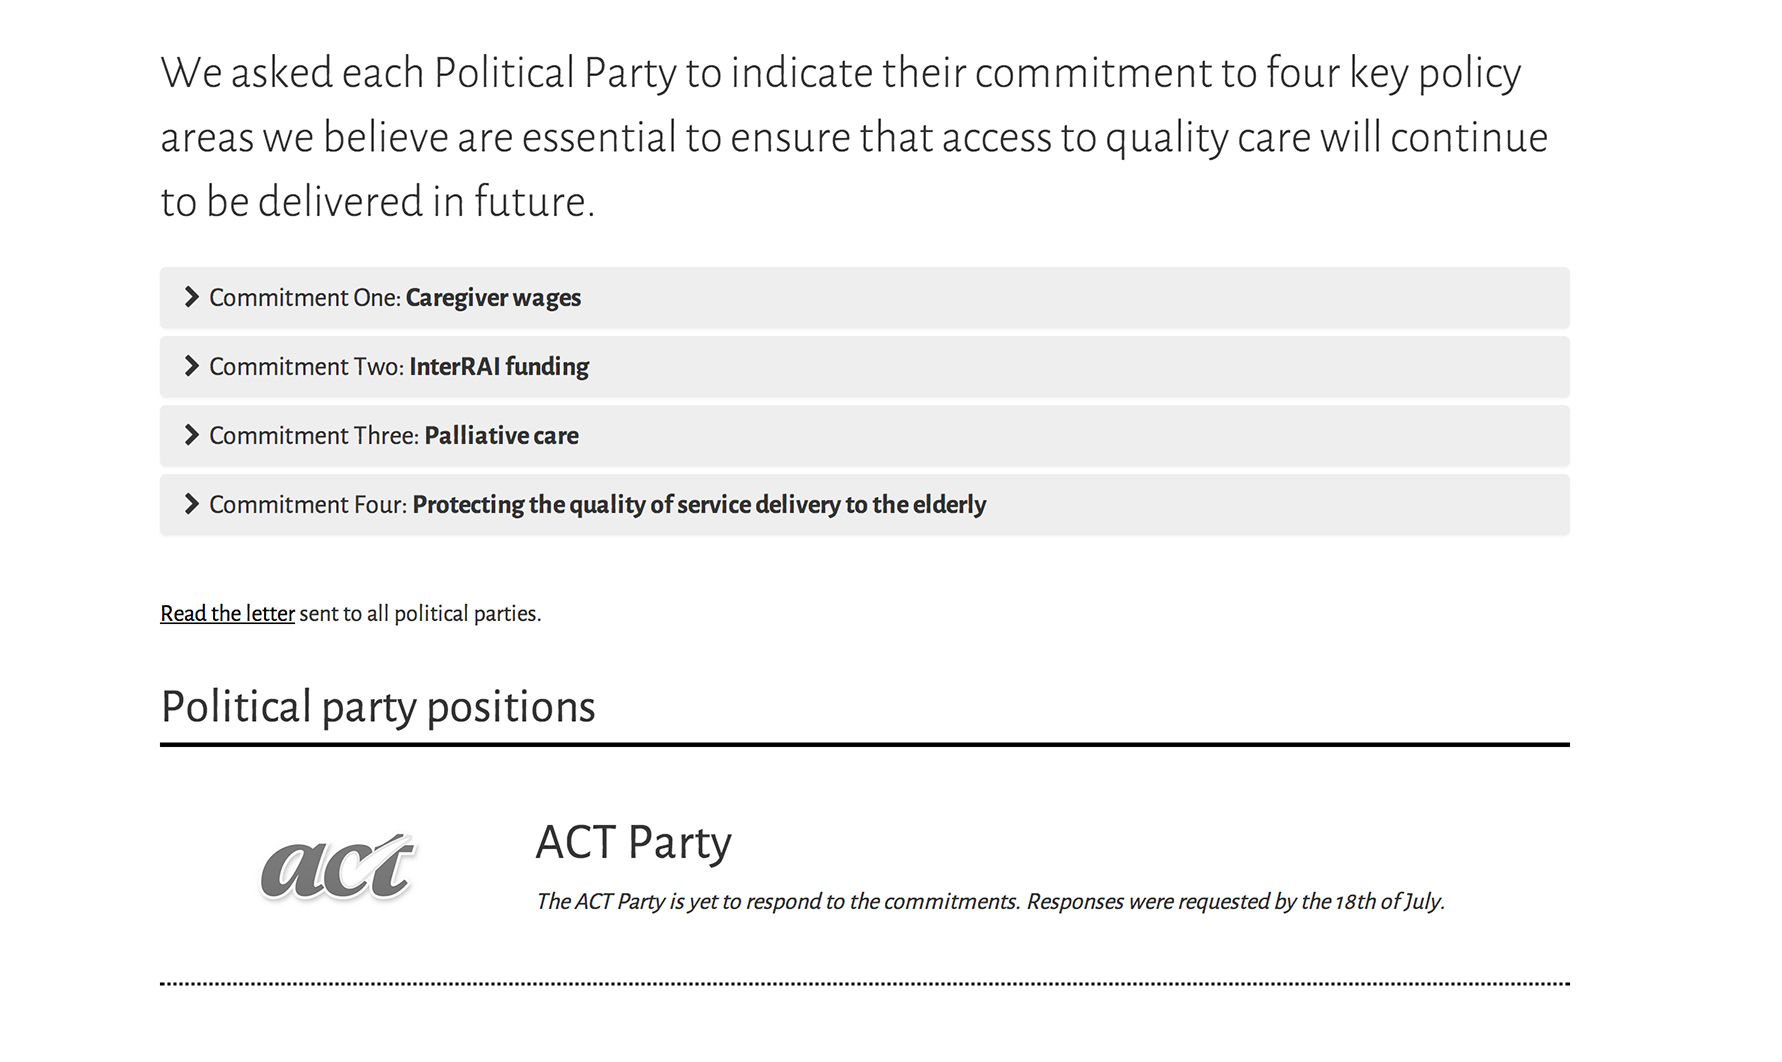 We asked each Political Party to indicate their commitment to four key policy
areas we believe are essential to ensure that access to quality care will continue
to be delivered in future.
Commitment One: Caregiver wages
Commitment Two: InterRAI funding
Commitment Three: Palliative care
Commitment Four: Protecting the quality of service delivery to the elderly
Read the letter sent to all political parties.
Political party positions
act
ACT Party
The ACT Party is yet to respond to the commitments. Responses were requested by the 18th of July.